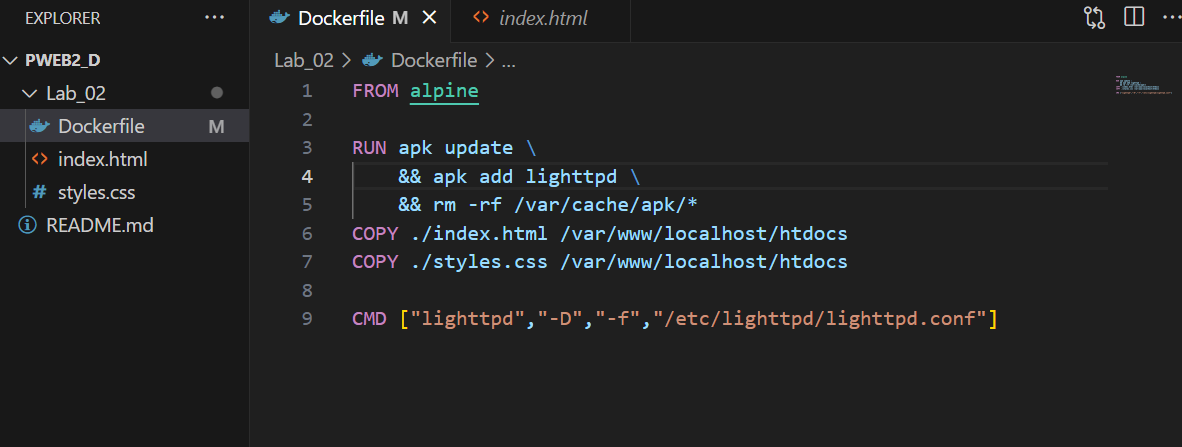 EXPLORER ...
PWEB2_D
Lab_02
Dockerfile M
index.html
# styles.css
README.md
Dockerfile M index.html
Lab_02 > Dockerfile > ...
1 FROM alpine
2
3 RUN apk update \
4 && apk add lighttpd \
5 && rm -rf /var/cache/apk/*
6 COPY ./index.html /var/www/localhost/htdocs
7 COPY ./styles.css /var/www/localhost/htdocs
8
9 CMD ["lighttpd","-D","-f","/etc/lighttpd/lighttpd.conf"]